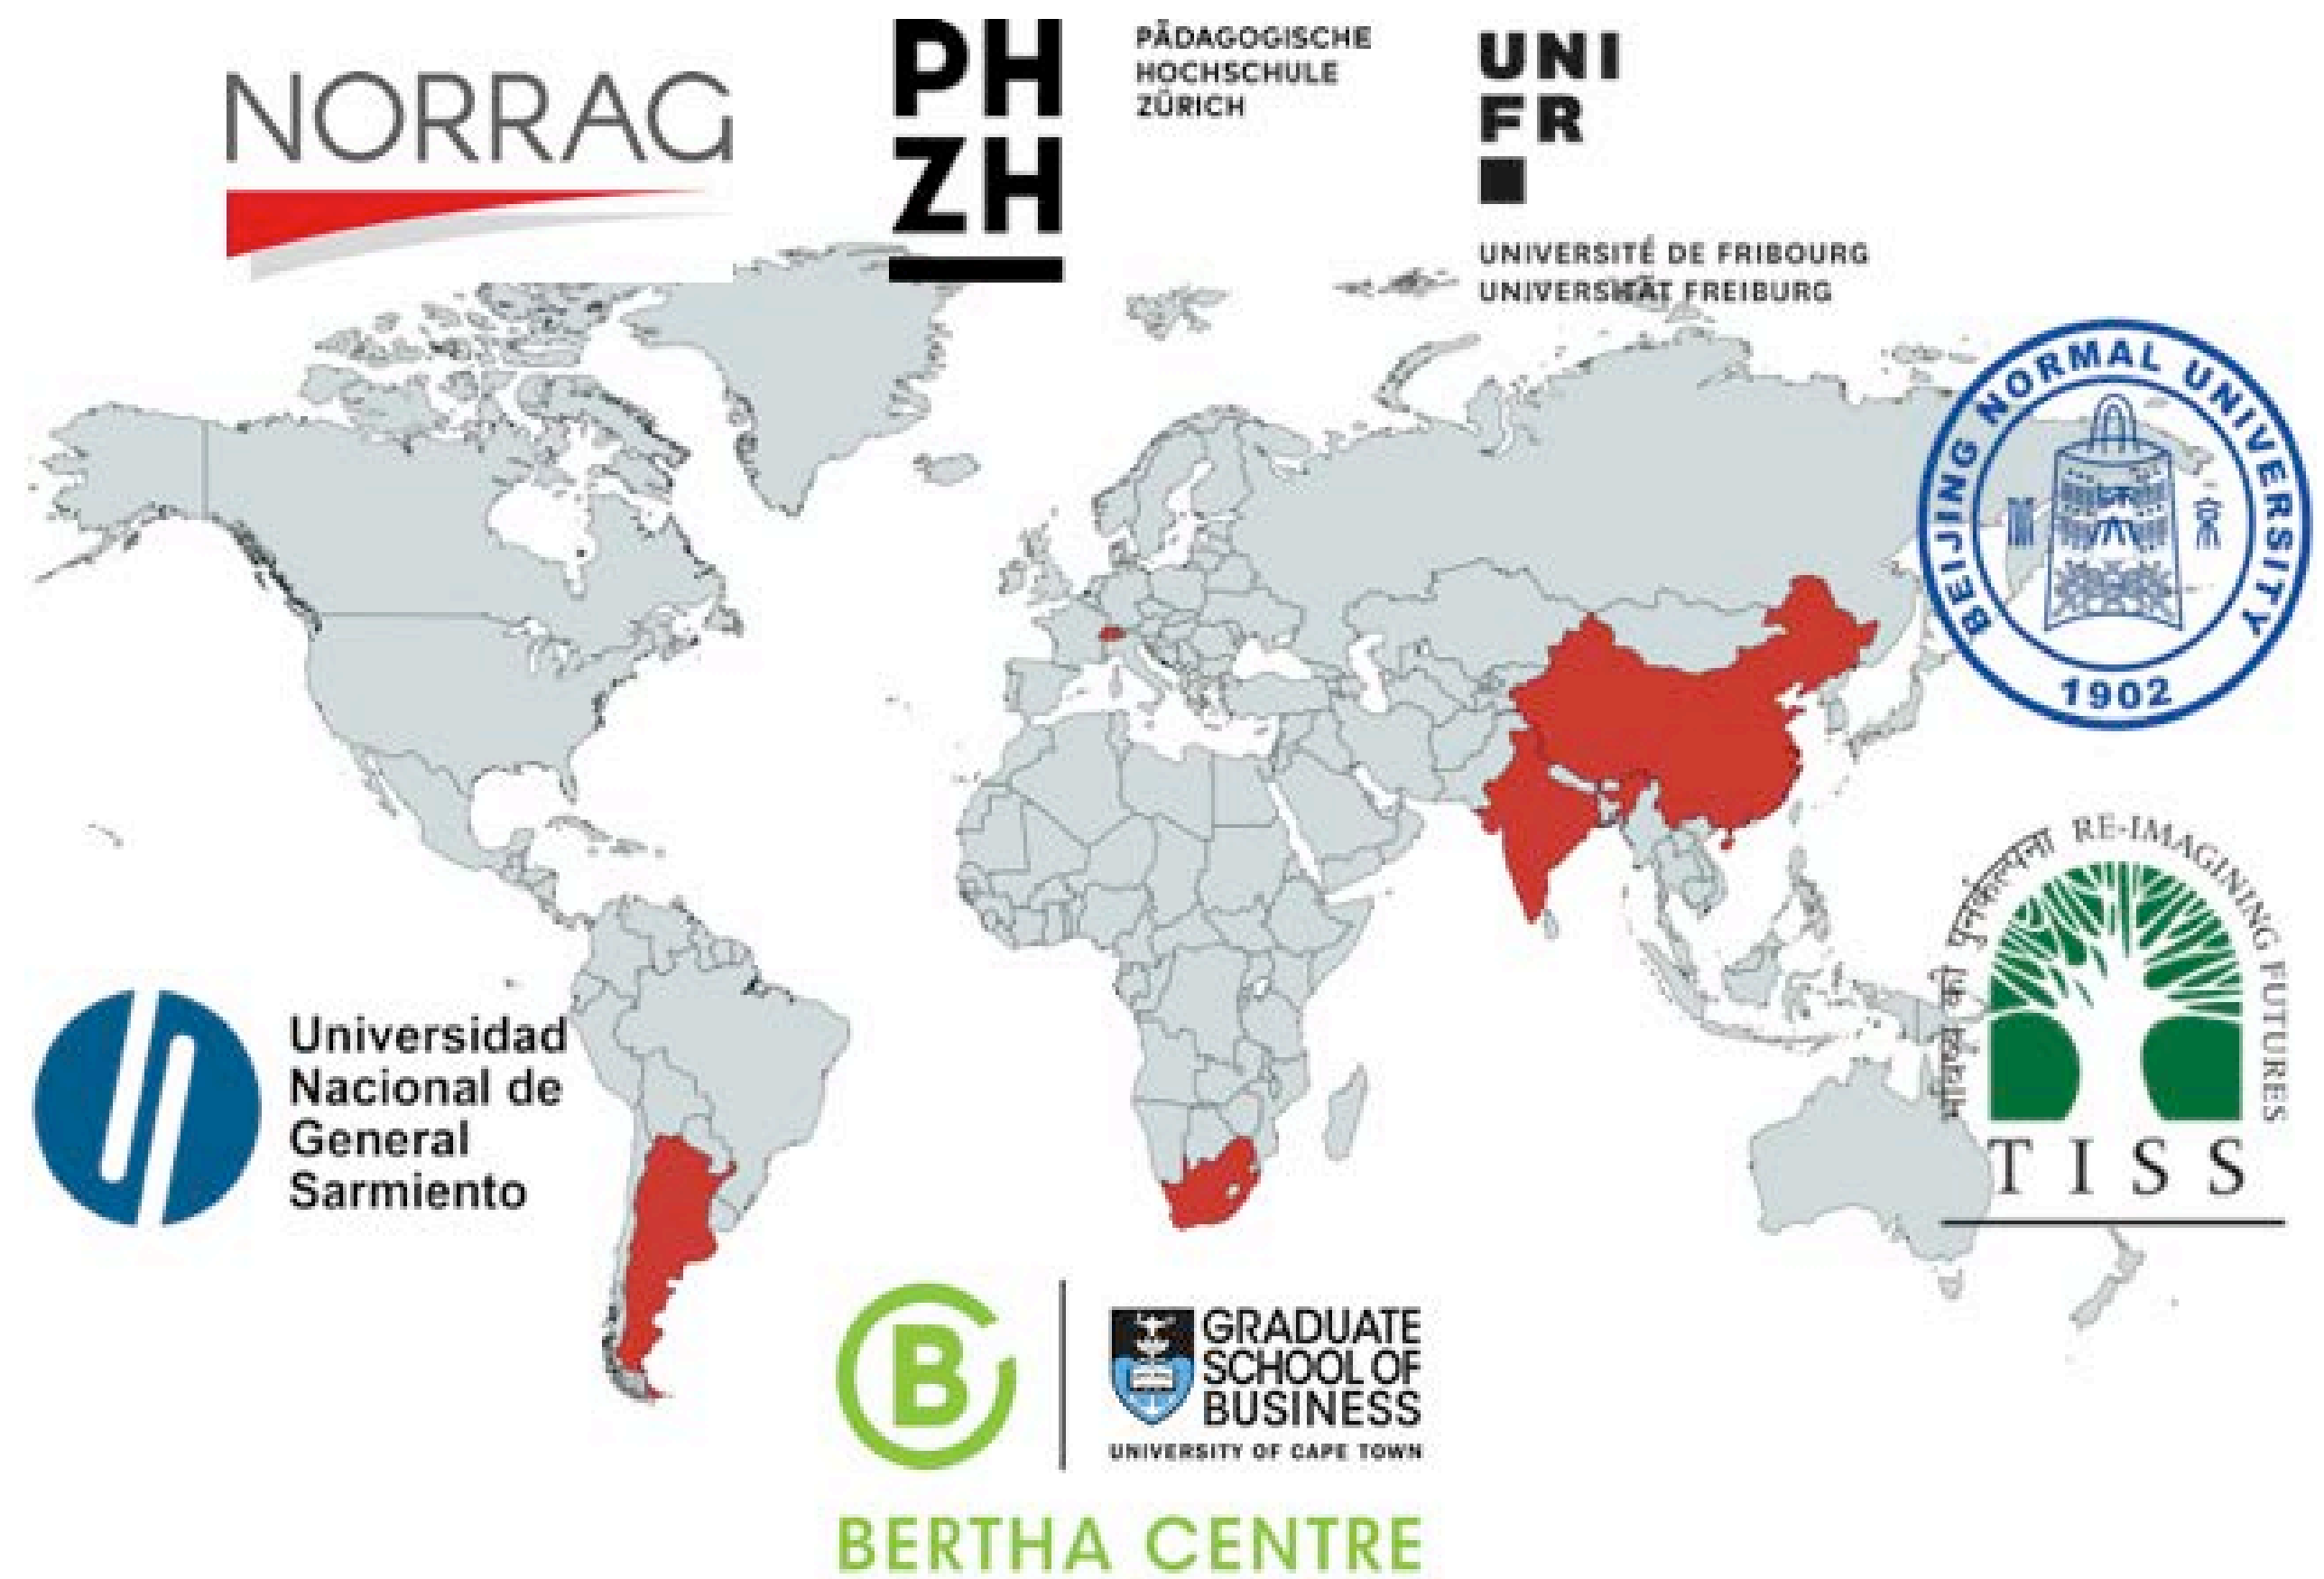 NORRAG
PH
ZH
PÄDAGOGISCHE
HOCHSCHULE
ZÜRICH
UNI
FR
UNIVERSITÉ DE FRIBOURG
UNIVERSITÄT FREIBURG
BEIJING NORMAL UNIVERSITY
1902
RE-IMAGINING FUTURES
TISS
Universidad
Nacional de
General
Sarmiento
B
GRADUATE
SCHOOL OF
BUSINESS
UNIVERSITY OF CAPE TOWN
BERTHA CENTRE